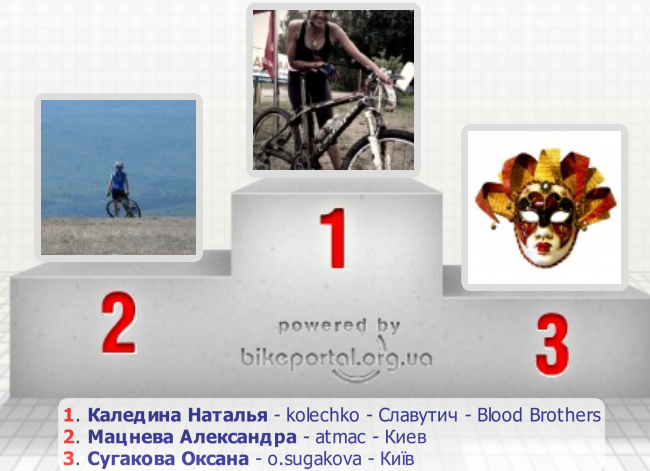 1
2
3
powered by
bikeportal.org.ua
1. Каледина Наталья - kolechko - Славутич - Blood Brothers
2. Мацнева Александра - atmac - Киев
3. Сугакова Оксана - o.sugakova - Київ